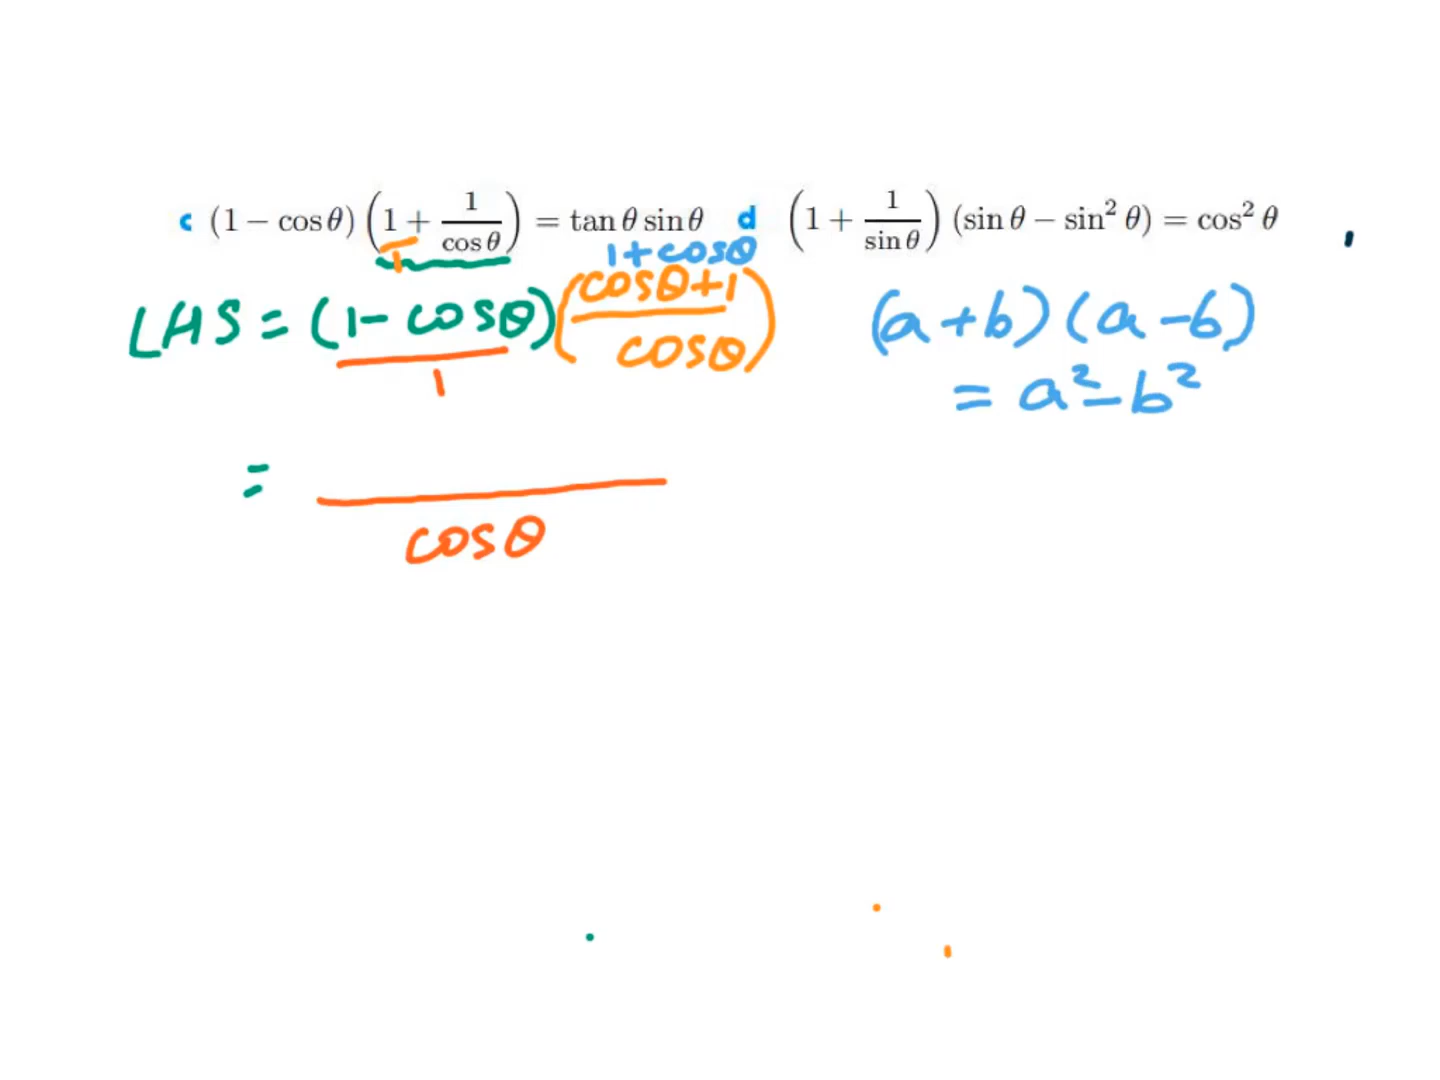 c (1 − cos θ) (1 + 1/cos θ) = tan θ sin θ d (1 + 1/sin θ) (sin θ − sin² θ) = cos² θ
1
1 + cosθ
LHS = (1 − cosθ)/1 ((cosθ + 1)/cosθ) (a + b) (a − b)
= a² − b²
= /cosθ